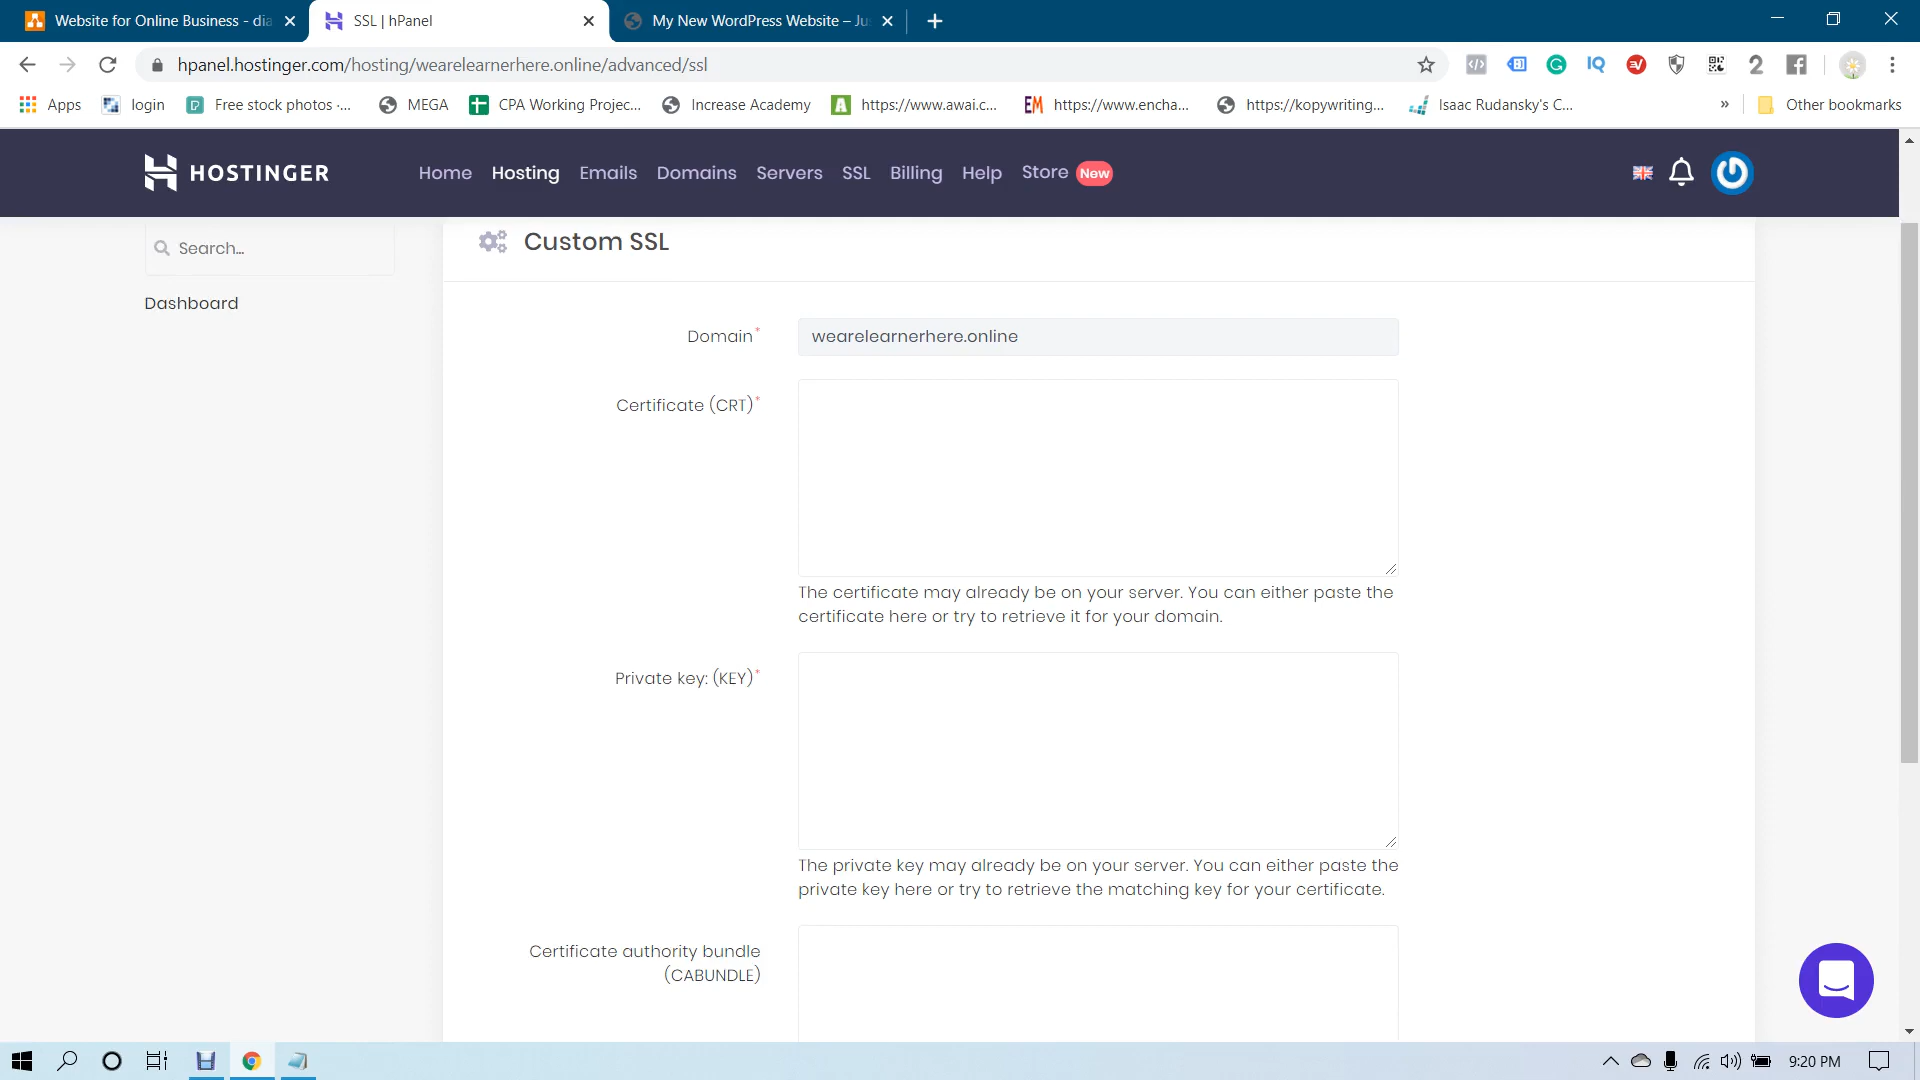 Website for Online Business - dia
SSL | hPanel
My New WordPress Website – Jus
hpanel.hostinger.com/hosting/wearelearnerhere.online/advanced/ssl
Apps
login
Free stock photos ·...
MEGA
CPA Working Projec...
Increase Academy
https://www.awai.c...
https://www.encha...
https://kopywriting...
Isaac Rudansky's C...
»
Other bookmarks
HOSTINGER
Home
Hosting
Emails
Domains
Servers
SSL
Billing
Help
Store
New
Search...
Dashboard
Custom SSL
Domain*
wearelearnerhere.online
Certificate (CRT)*
The certificate may already be on your server. You can either paste the
certificate here or try to retrieve it for your domain.
Private key: (KEY)*
The private key may already be on your server. You can either paste the
private key here or try to retrieve the matching key for your certificate.
Certificate authority bundle
(CABUNDLE)
9:20 PM